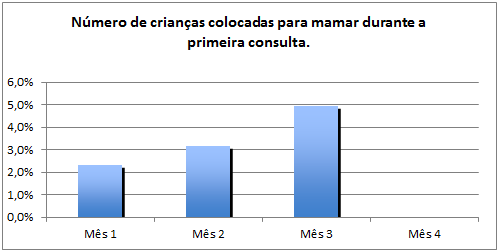 Número de crianças colocadas para mamar durante a
primeira consulta.
6,0%
5,0%
4,0%
3,0%
2,0%
1,0%
0,0%
Mês 1 Mês 2 Mês 3 Mês 4